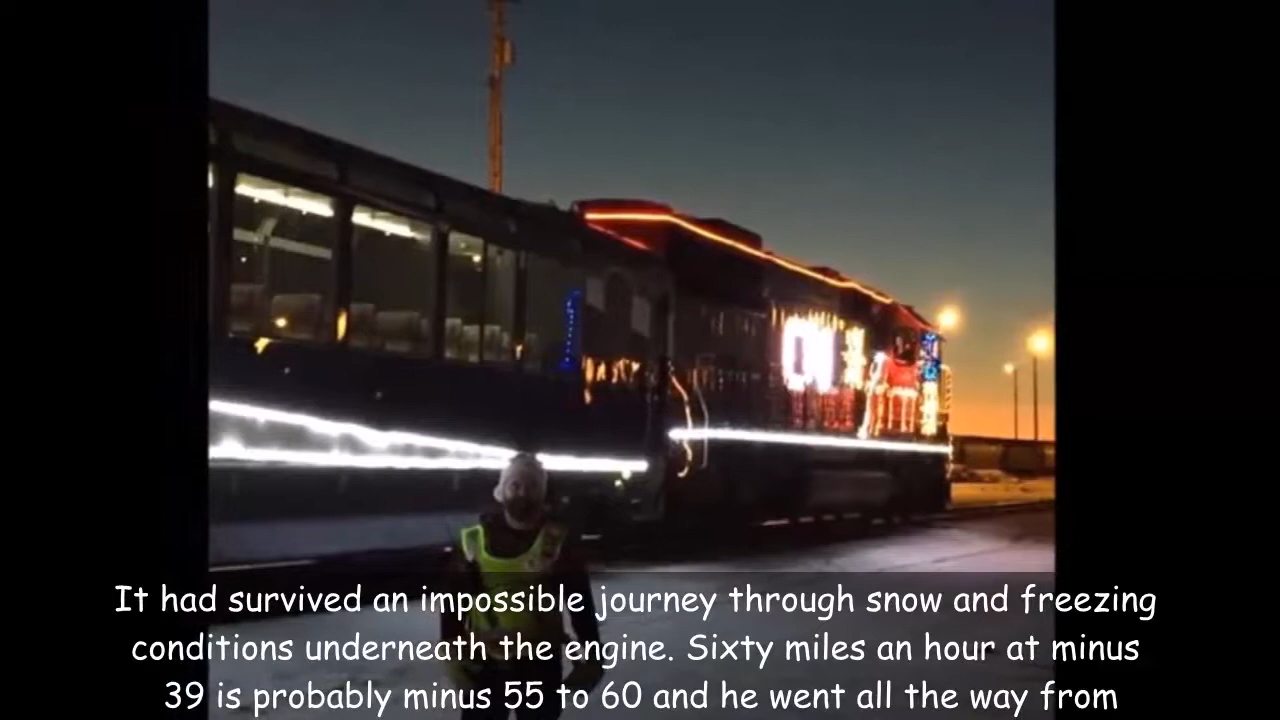 CN
It had survived an impossible journey through snow and freezing
conditions underneath the engine. Sixty miles an hour at minus
39 is probably minus 55 to 60 and he went all the way from